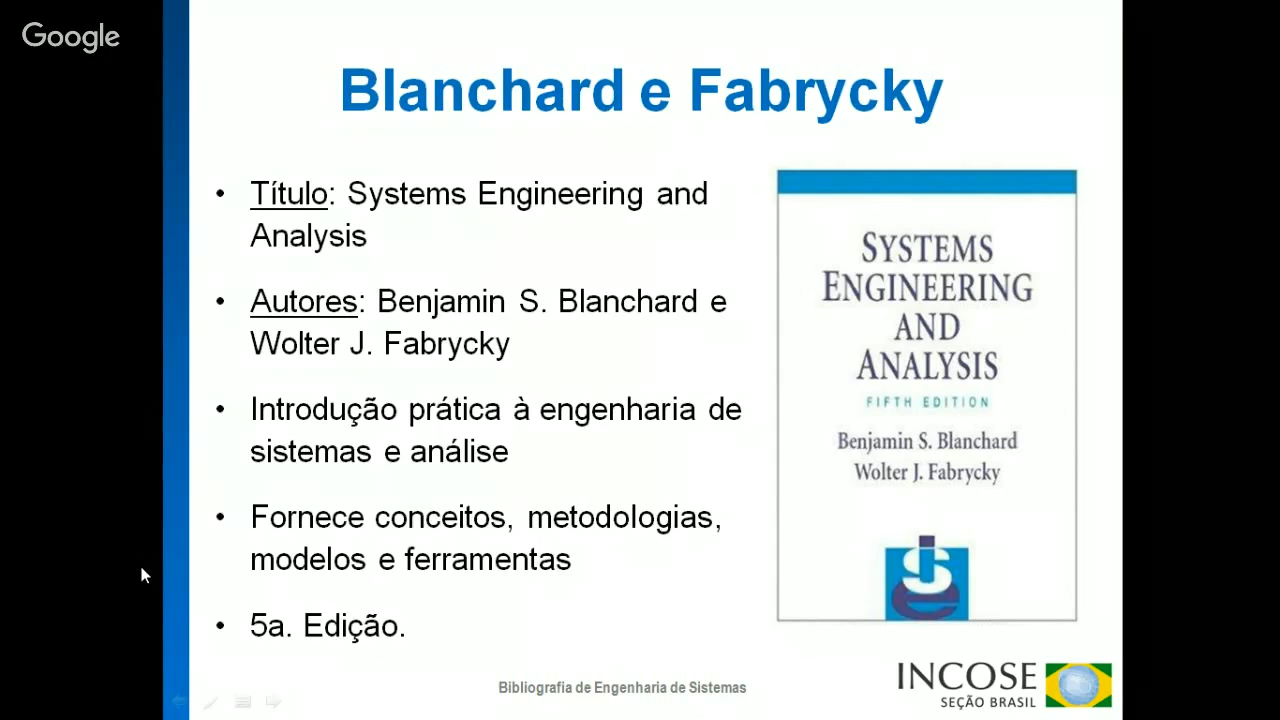 Google
Blanchard e Fabrycky
• Título: Systems Engineering and
Analysis
• Autores: Benjamin S. Blanchard e
Wolter J. Fabrycky
• Introdução prática à engenharia de
sistemas e análise
• Fornece conceitos, metodologias,
modelos e ferramentas
• 5a. Edição.
SYSTEMS
ENGINEERING
AND
ANALYSIS
FIFTH EDITION
Benjamin S. Blanchard
Wolter J. Fabrycky
ise
Bibliografia de Engenharia de Sistemas
INCOSE
SEÇÃO BRASIL